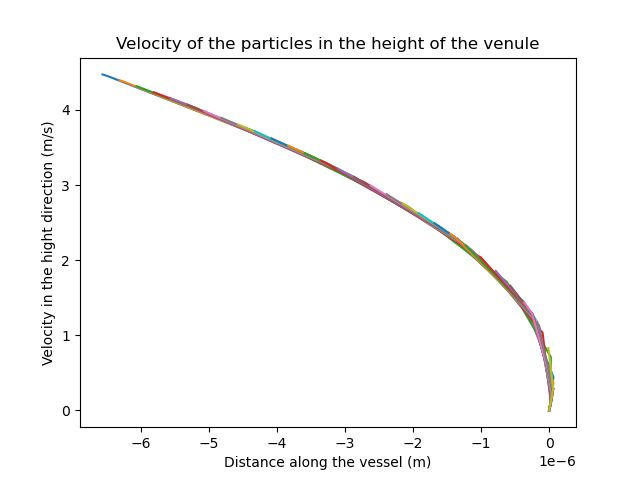 Velocity of the particles in the height of the venule
Velocity in the hight direction (m/s)
4
3
2
1
0
−6 −5 −4 −3 −2 −1 0
1e−6
Distance along the vessel (m)